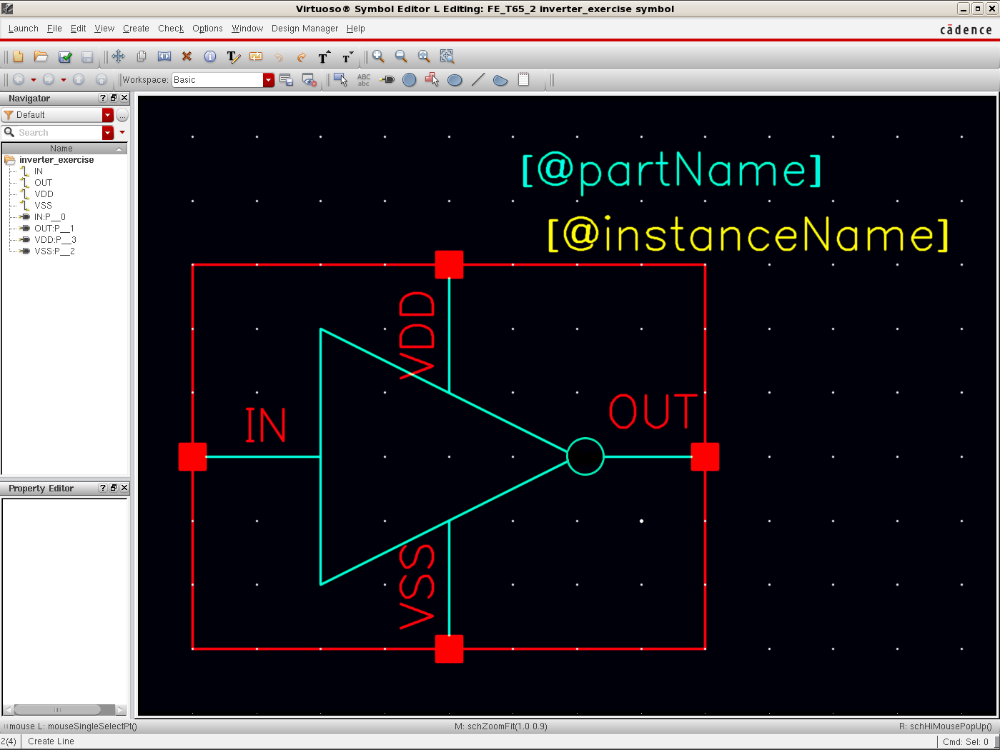 Virtuoso® Symbol Editor L Editing: FE_T65_2 inverter_exercise symbol
Launch File Edit View Create Check Options Window Design Manager Help
cādence
Workspace: Basic
ABC
abc
Navigator
Default
Search
Name
inverter_exercise
IN
OUT
VDD
VSS
IN:P__0
OUT:P__1
VDD:P__3
VSS:P__2
Property Editor
[@partName]
[@instanceName]
VDD
IN
OUT
VSS
mouse L: mouseSingleSelectPt() M: schZoomFit(1.0 0.9) R: schHiMousePopUp()
2(4) Create Line Cmd: Sel: 0